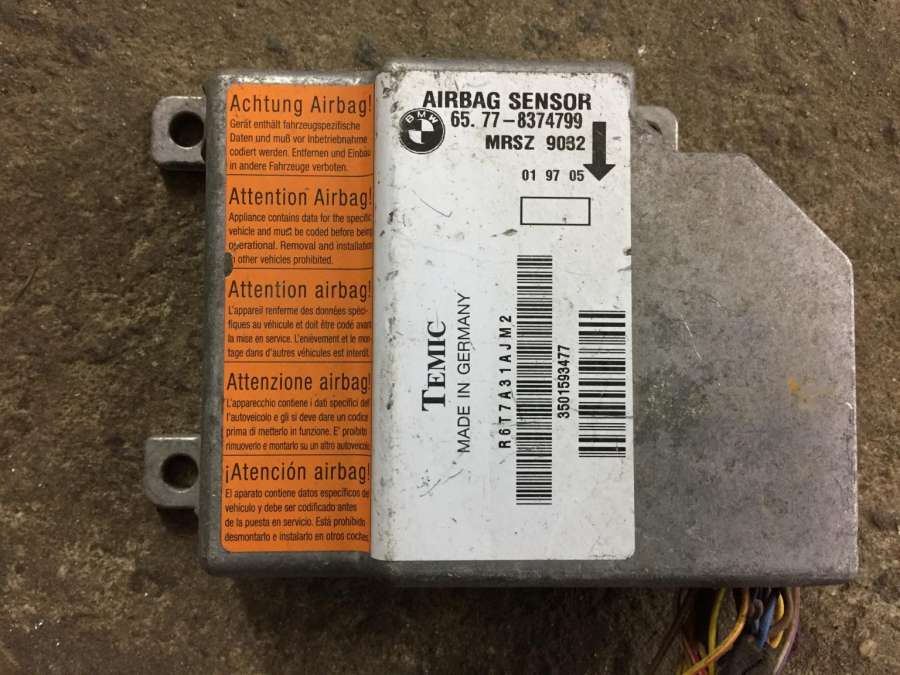 Achtung Airbag!
Gerät enthält fahrzeugspezifische
Daten und muß vor Inbetriebnahme
codiert werden. Entfernen und Einbau
in andere Fahrzeuge verboten.
Attention Airbag!
Appliance contains data for the specific
vehicle and must be coded before being
operational. Removal and installation
in other vehicles prohibited.
Attention airbag!
L'appareil renferme des données spéci-
fiques au véhicule et doit être codé avant
la mise en service. L'enièvement et le mon-
tage dans d'autres véhicules est interdit.
Attenzione airbag!
L'apparecchio contiene i dati specifici del
l'autoveicolo e gli si deve dare un codice
prima di metterlo in funzione. E' proibito
rimuoverlo e montarlo su un altro autoveicolo.
¡Atención airbag!
El aparato contiene datos específicos de
vehículo y debe ser codificado antes
de la puesta en servicio. Está prohibido
desmontarlo e instalarlo en otros coches
AIRBAG SENSOR
BMW
65. 77-8374799
MRSZ 9032
01 97 05
TEMIC
MADE IN GERMANY
R6T7A31AJM2
3501593477